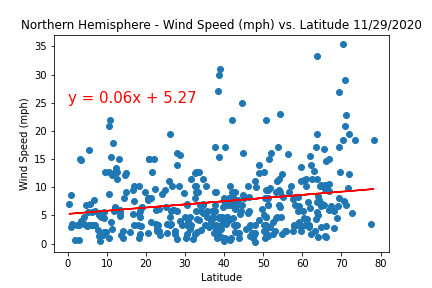 Northern Hemisphere - Wind Speed (mph) vs. Latitude 11/29/2020
35
30
25
20
15
10
5
0
Wind Speed (mph)
y = 0.06x + 5.27
0 10 20 30 40 50 60 70 80
Latitude